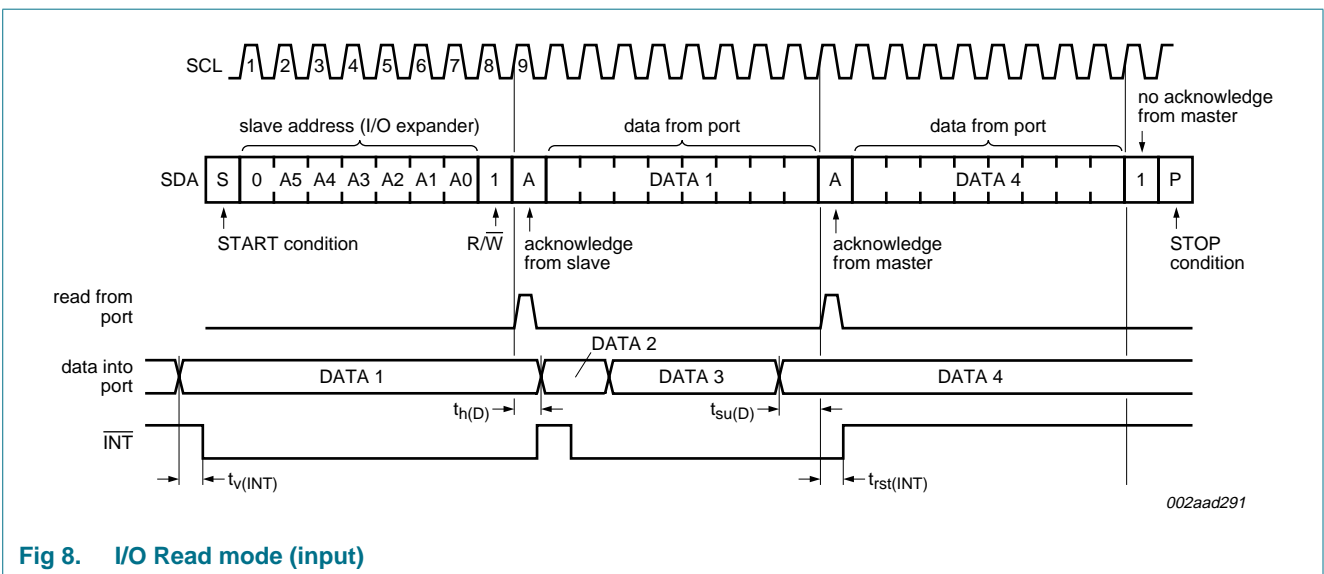 SCL 1 2 3 4 5 6 7 8 9
no acknowledge
from master
slave address (I/O expander)
data from port
data from port
SDA S 0 A5 A4 A3 A2 A1 A0 1 A DATA 1 A DATA 4 1 P
START condition
R/W̅
acknowledge
from slave
acknowledge
from master
STOP
condition
read from
port
DATA 2
data into
port
DATA 1
DATA 3
DATA 4
th(D)
tsu(D)
I̅N̅T̅
tv(INT)
trst(INT)
002aad291
Fig 8. I/O Read mode (input)